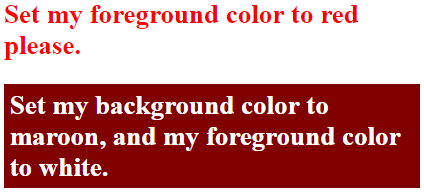 Set my foreground color to red
please.
Set my background color to
maroon, and my foreground color
to white.